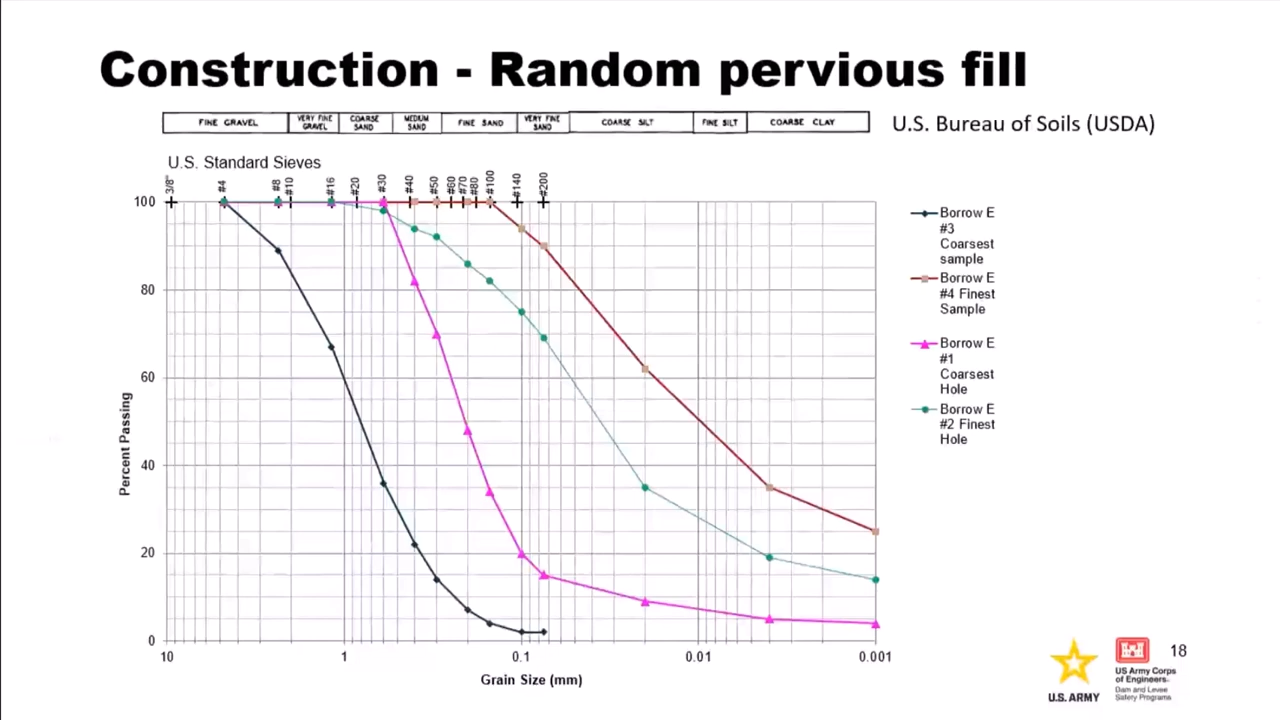 Construction - Random pervious fill
FINE GRAVEL
VERY FINE
GRAVEL
COARSE
SAND
MEDIUM
SAND
FINE SAND
VERY FINE
SAND
COARSE SILT
FINE SILT
COARSE CLAY
U.S. Bureau of Soils (USDA)
U.S. Standard Sieves
3/8"
#4
#8
#10
#16
#20
#30
#40
#50
#60
#70
#80
#100
#140
#200
100
80
60
40
20
0
Percent Passing
10
1
0.1
0.01
0.001
Grain Size (mm)
Borrow E
#3
Coarsest
sample
Borrow E
#4 Finest
Sample
Borrow E
#1
Coarsest
Hole
Borrow E
#2 Finest
Hole
U.S. ARMY
US Army Corps
of Engineers
Dam and Levee
Safety Programs
18